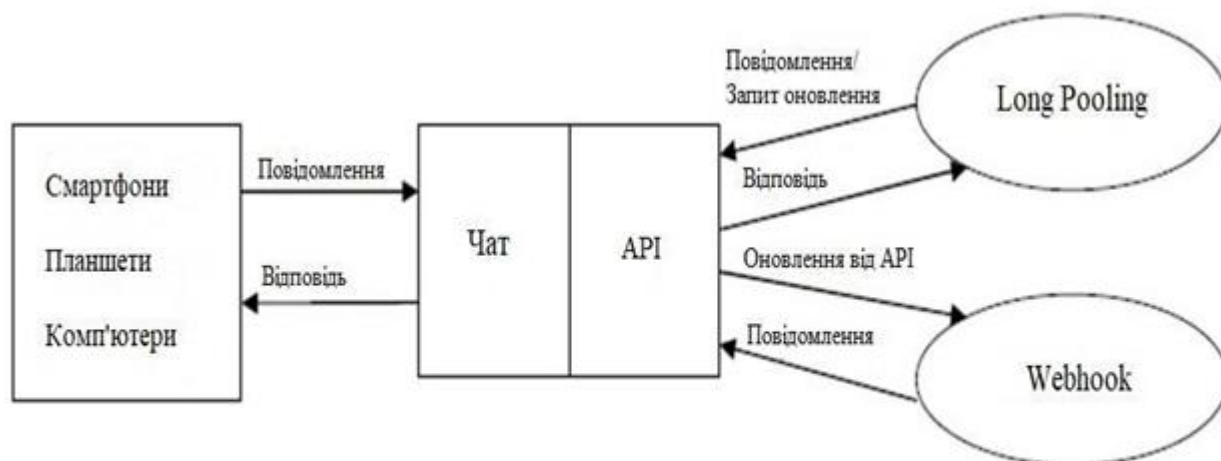 Смартфони
Планшети
Комп'ютери
Повідомлення
Відповідь
Чат
API
Повідомлення/
Запит оновлення
Відповідь
Оновлення від API
Повідомлення
Long Pooling
Webhook